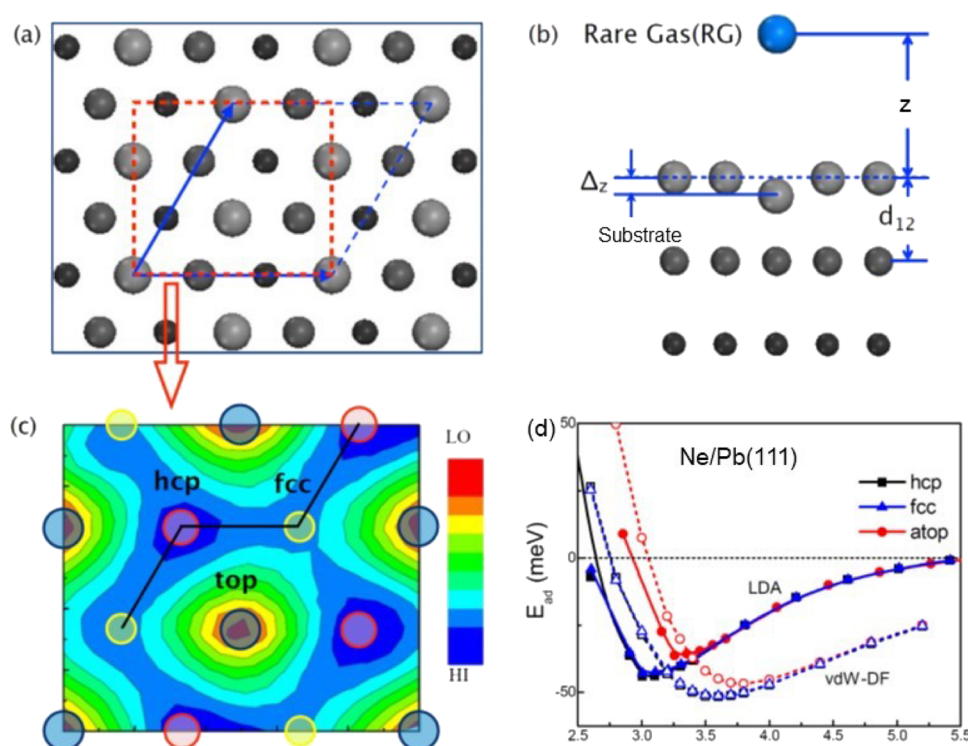 (a)
(b)
Rare Gas(RG)
z
Δz
d12
Substrate
(c)
LO
hcp
fcc
top
HI
(d)
Ne/Pb(111)
hcp
fcc
atop
LDA
vdW-DF
Ead (meV)
50
0
-50
2.5 3.0 3.5 4.0 4.5 5.0 5.5